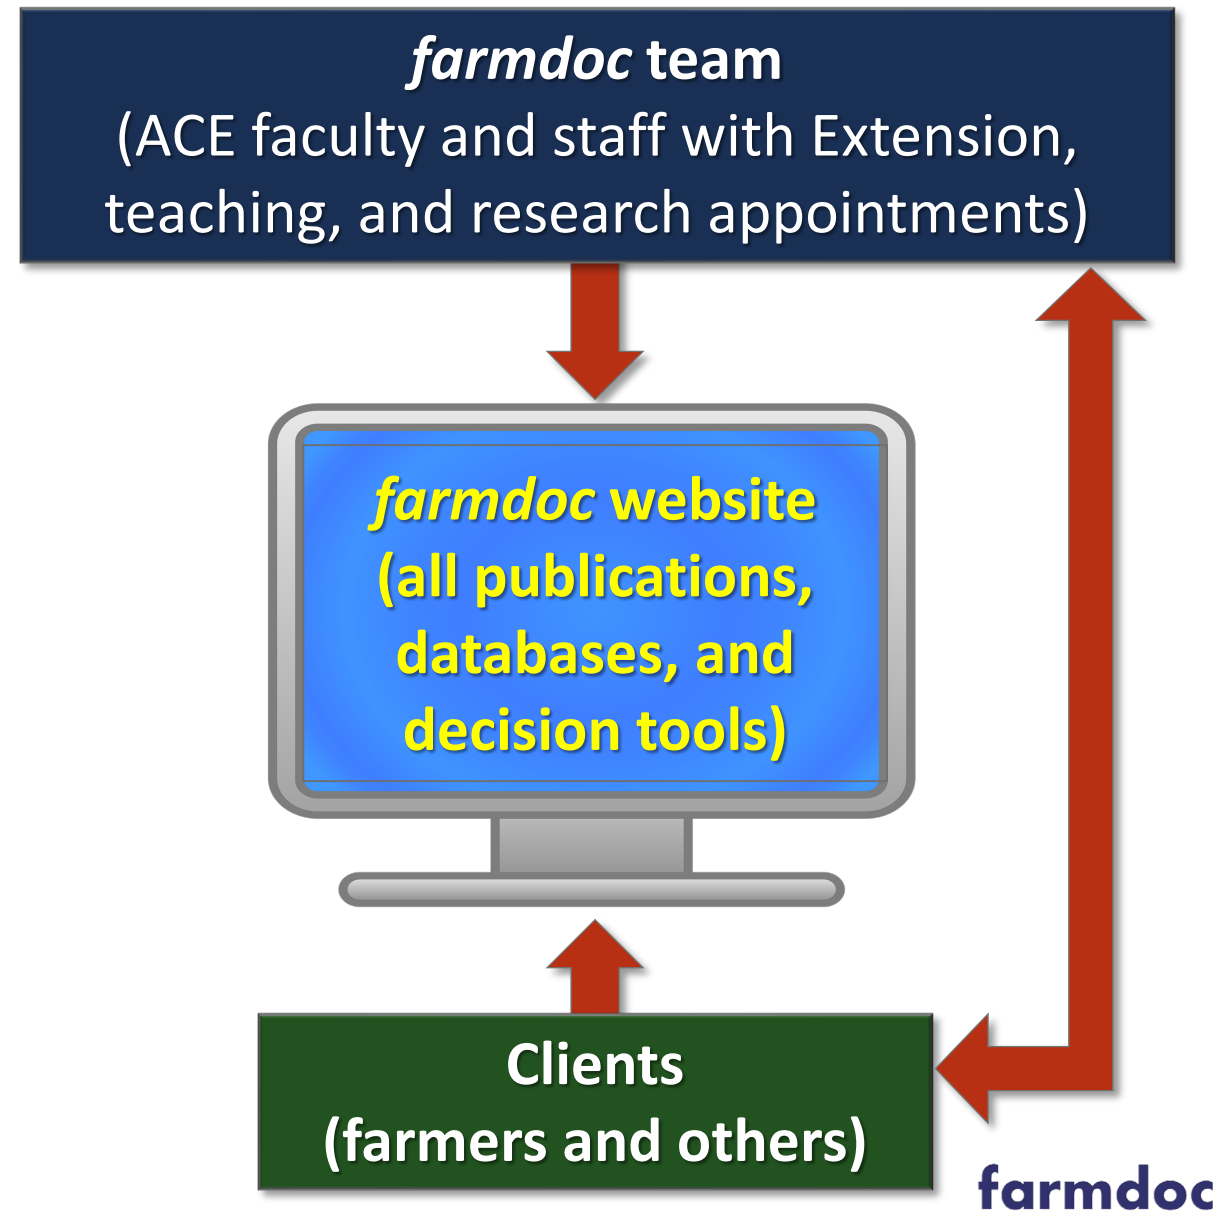 farmdoc team
(ACE faculty and staff with Extension,
teaching, and research appointments)
farmdoc website
(all publications,
databases, and
decision tools)
Clients
(farmers and others)
farmdoc